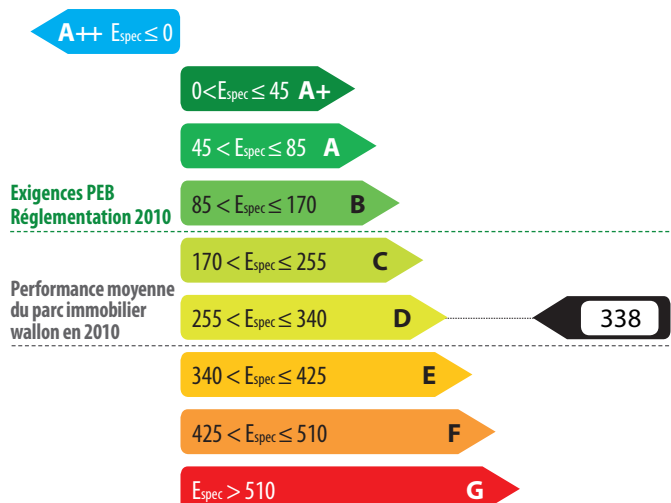 A++ Espec ≤ 0
0<Espec ≤ 45 A+
45 < Espec ≤ 85 A
Exigences PEB
Réglementation 2010
85 < Espec ≤ 170 B
170 < Espec ≤ 255 C
Performance moyenne
du parc immobilier
wallon en 2010
255 < Espec ≤ 340 D
338
340 < Espec ≤ 425 E
425 < Espec ≤ 510 F
Espec > 510 G